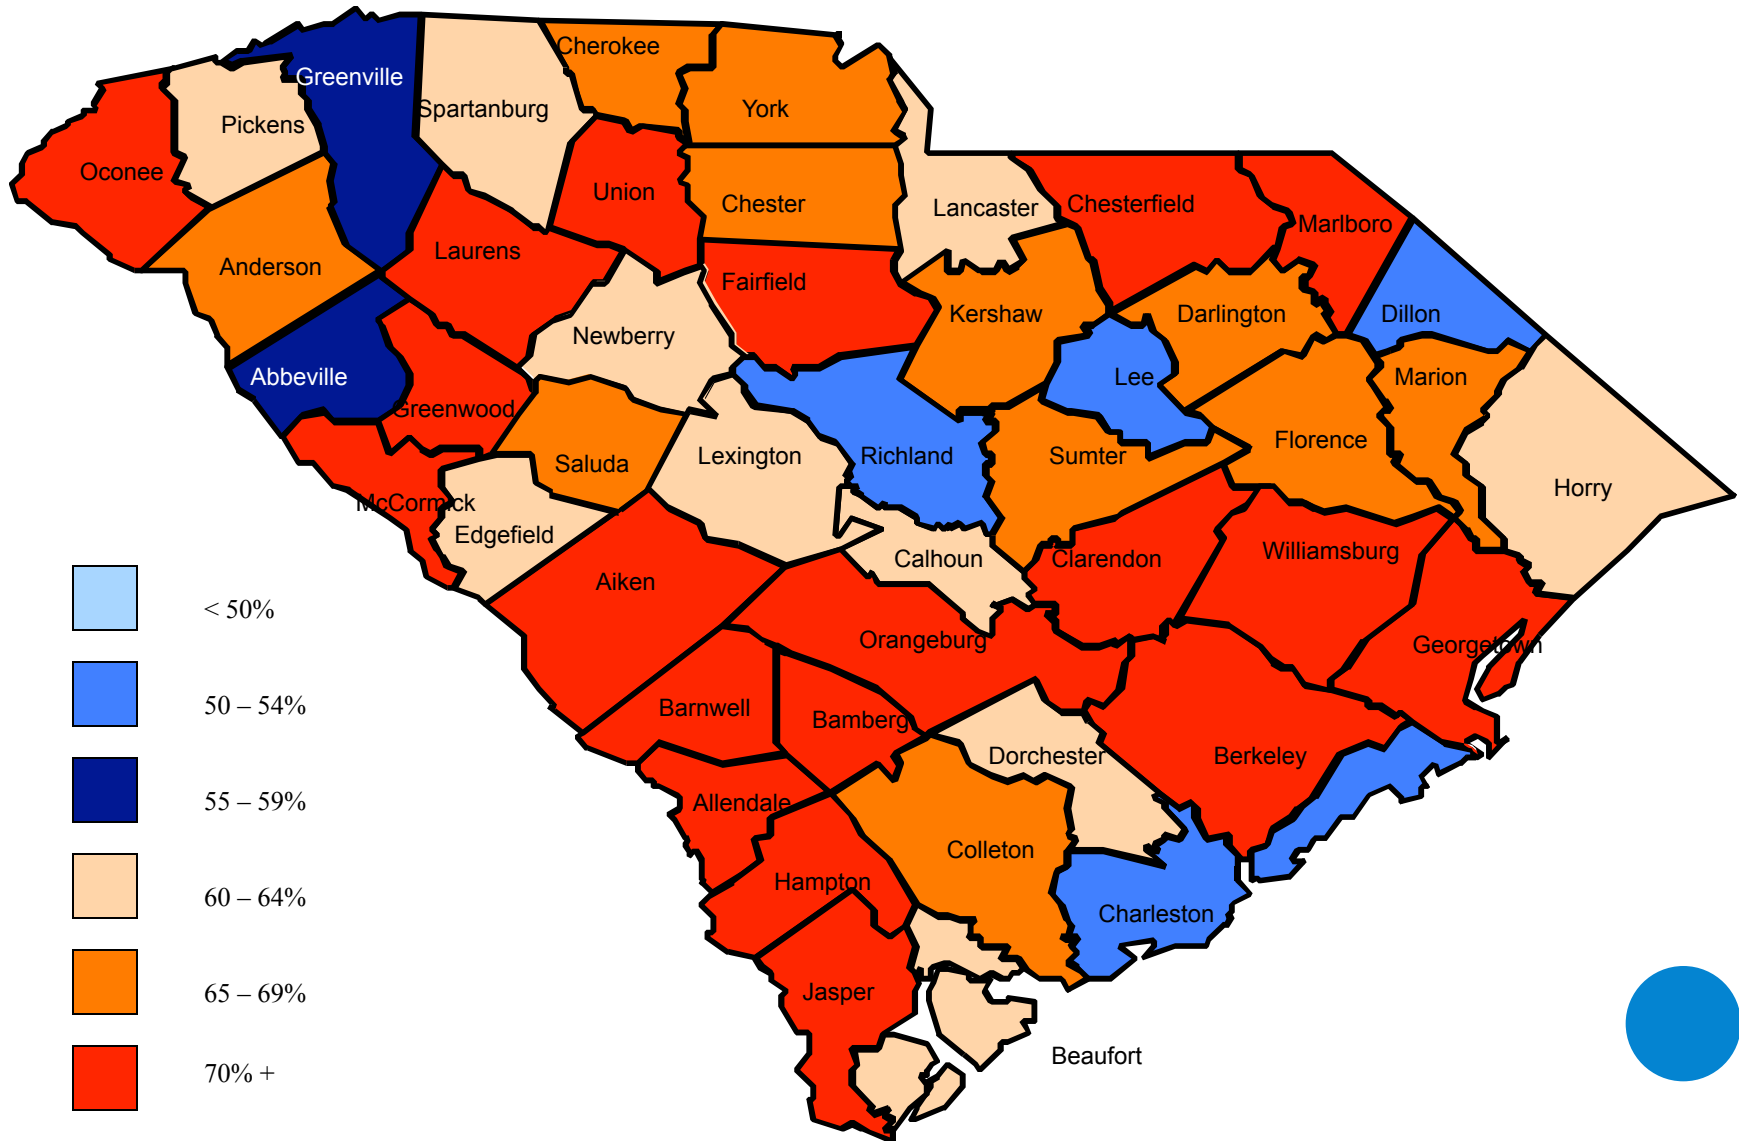 Cherokee
Greenville
Spartanburg
York
Pickens
Oconee
Union
Chester
Lancaster
Chesterfield
Marlboro
Laurens
Anderson
Fairfield
Kershaw
Darlington
Dillon
Newberry
Abbeville
Lee
Marion
Greenwood
Florence
Saluda
Lexington
Richland
Sumter
Horry
McCormick
Edgefield
Calhoun
Clarendon
Williamsburg
Aiken
Orangeburg
Georgetown
Barnwell
Bamberg
Dorchester
Berkeley
Allendale
Colleton
Hampton
Charleston
Jasper
Beaufort
< 50%
50 – 54%
55 – 59%
60 – 64%
65 – 69%
70% +